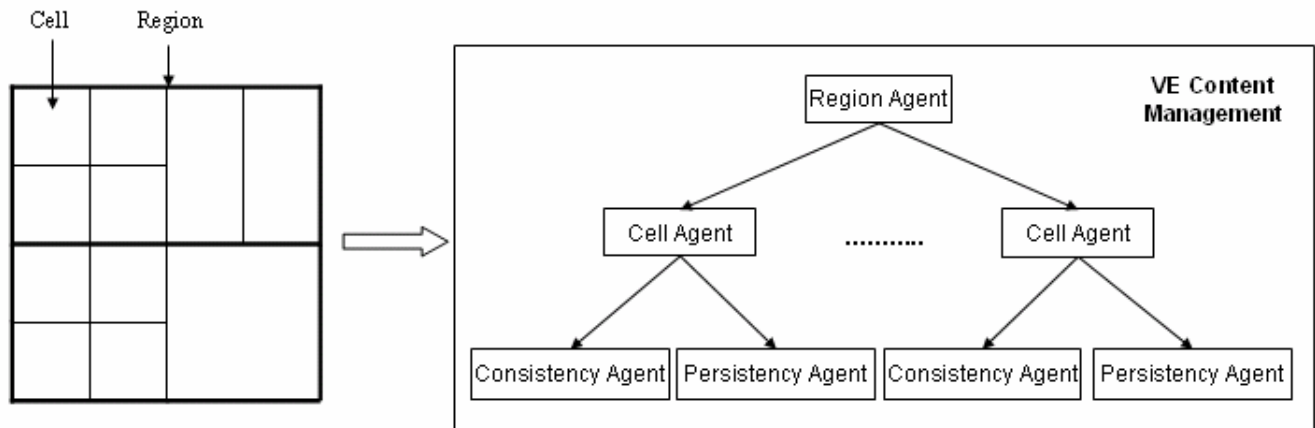 Cell Region
VE Content
Management
Region Agent
Cell Agent ........... Cell Agent
Consistency Agent Persistency Agent Consistency Agent Persistency Agent